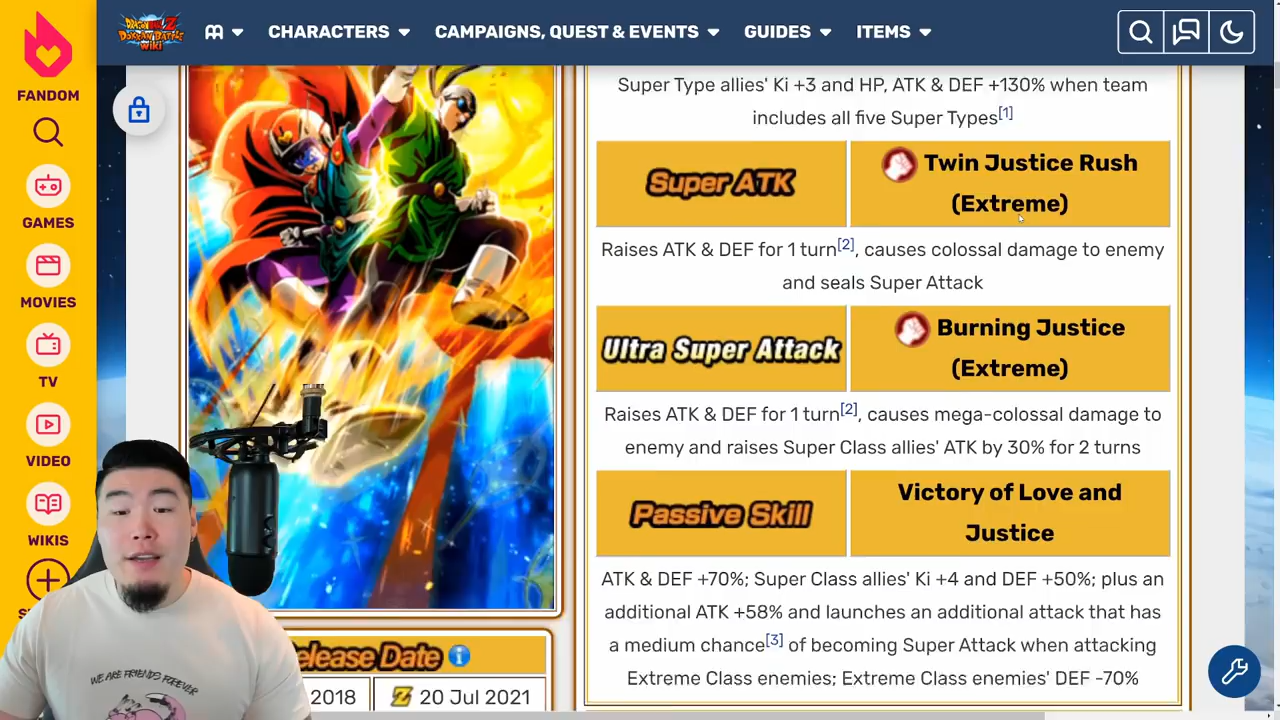 DRAGON BALL Z
DOKKAN BATTLE
WIKI
CHARACTERS
CAMPAIGNS, QUEST & EVENTS
GUIDES
ITEMS
FANDOM
GAMES
MOVIES
TV
VIDEO
WIKIS
Super Type allies' Ki +3 and HP, ATK & DEF +130% when team
includes all five Super Types[1]
Super ATK
Twin Justice Rush
(Extreme)
Raises ATK & DEF for 1 turn[2], causes colossal damage to enemy
and seals Super Attack
Ultra Super Attack
Burning Justice
(Extreme)
Raises ATK & DEF for 1 turn[2], causes mega-colossal damage to
enemy and raises Super Class allies' ATK by 30% for 2 turns
Passive Skill
Victory of Love and
Justice
ATK & DEF +70%; Super Class allies' Ki +4 and DEF +50%; plus an
additional ATK +58% and launches an additional attack that has
a medium chance[3] of becoming Super Attack when attacking
Extreme Class enemies; Extreme Class enemies' DEF -70%
elease Date
2018
Z 20 Jul 2021
WE ARE FRIENDS FOREVER